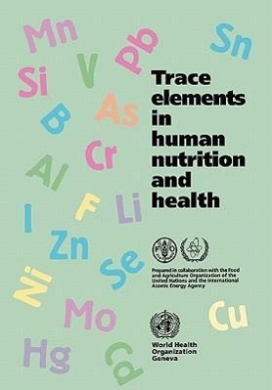 Mn
Pb
Sn
Si
V
B
As
Cr
Al
F
Li
I
Zn
Se
Ni
Mo
Cu
Hg
Cd
Trace
elements
in
human
nutrition
and
health
Prepared in collaboration with the Food
and Agriculture Organization of the
United Nations and the International
Atomic Energy Agency
World Health
Organization
Geneva